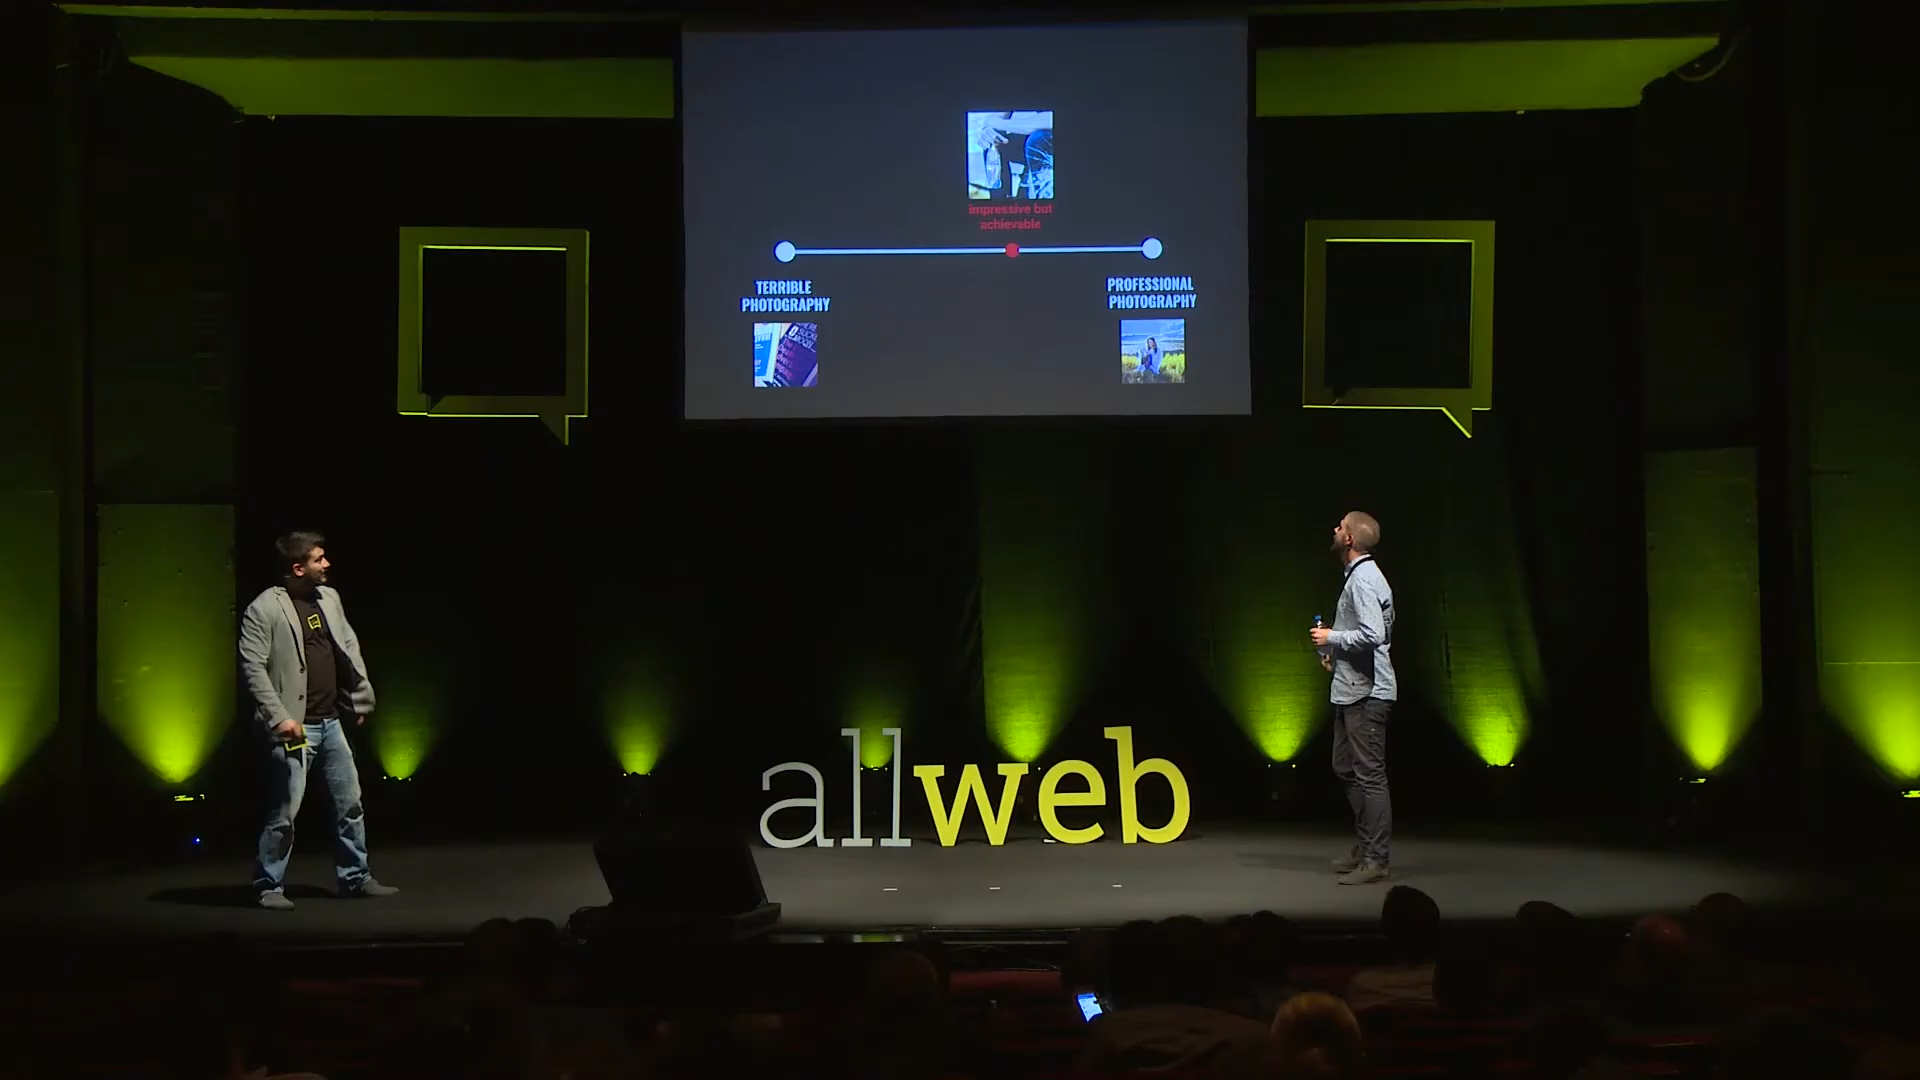 impressive but
achievable
TERRIBLE
PHOTOGRAPHY
PROFESSIONAL
PHOTOGRAPHY
allweb